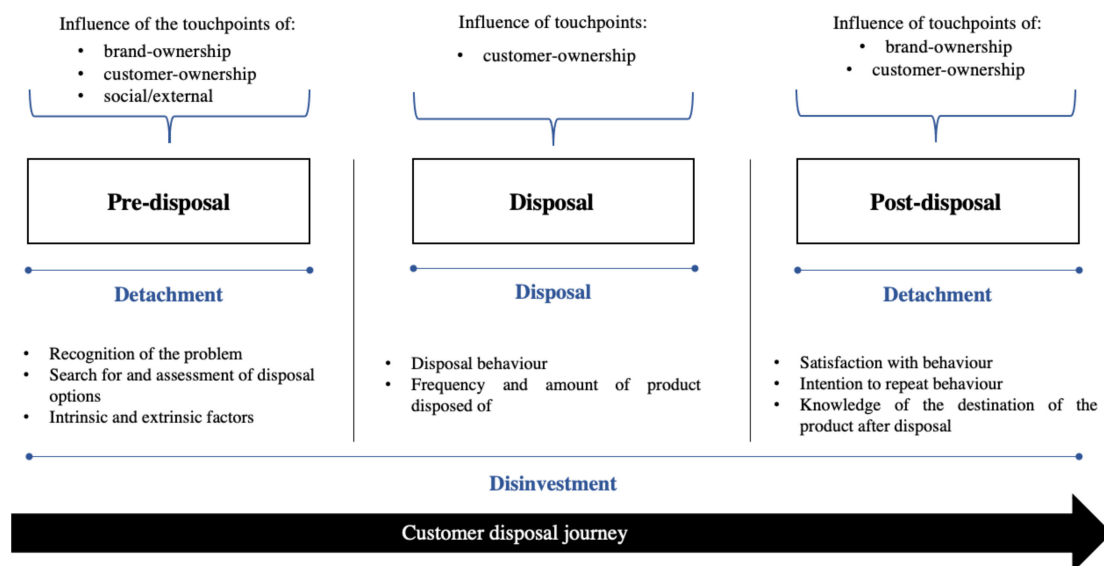 Influence of the touchpoints of:
• brand-ownership
• customer-ownership
• social/external
Influence of touchpoints:
• customer-ownership
Influence of touchpoints of:
• brand-ownership
• customer-ownership
Pre-disposal
Disposal
Post-disposal
Detachment
Disposal
Detachment
• Recognition of the problem
• Search for and assessment of disposal
options
• Intrinsic and extrinsic factors
• Disposal behaviour
• Frequency and amount of product
disposed of
• Satisfaction with behaviour
• Intention to repeat behaviour
• Knowledge of the destination of the
product after disposal
Disinvestment
Customer disposal journey